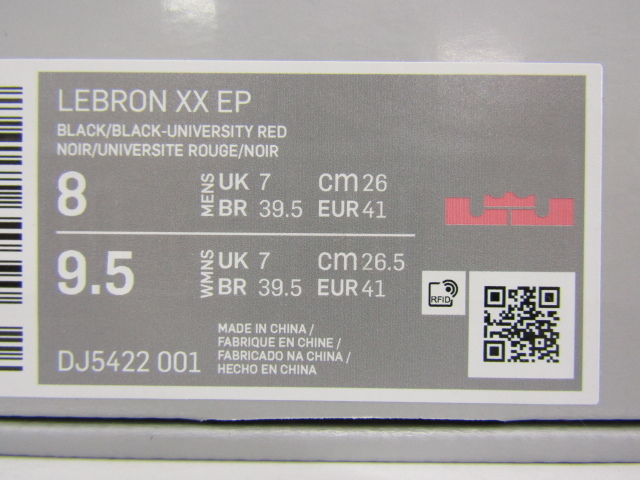 LEBRON XX EP
BLACK/BLACK-UNIVERSITY RED
NOIR/UNIVERSITE ROUGE/NOIR
8 MENS UK 7 cm 26
BR 39.5 EUR 41
9.5 WMNS UK 7 cm 26.5
BR 39.5 EUR 41
RFID
DJ5422 001
MADE IN CHINA /
FABRIQUE EN CHINE /
FABRICADO NA CHINA /
HECHO EN CHINA